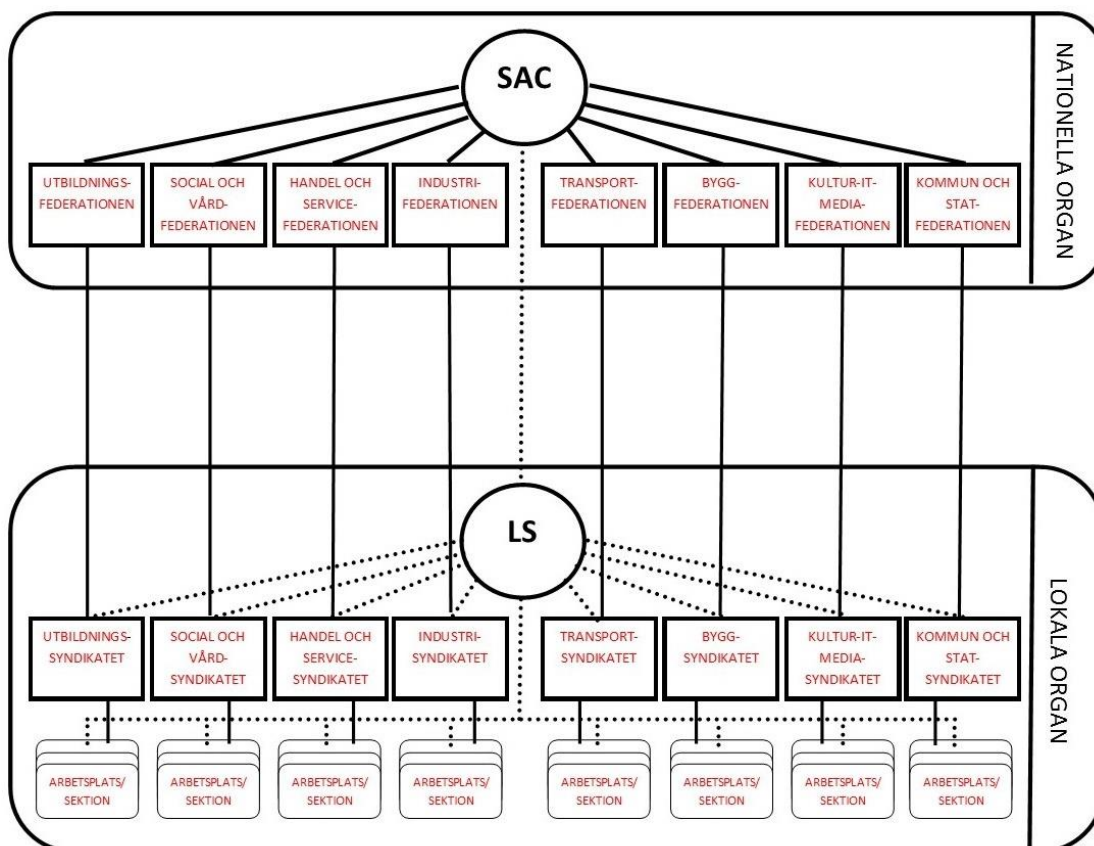 SAC
NATIONELLA ORGAN
UTBILDNINGS-
FEDERATIONEN
SOCIAL OCH
VÅRD-
FEDERATIONEN
HANDEL OCH
SERVICE-
FEDERATIONEN
INDUSTRI-
FEDERATIONEN
TRANSPORT-
FEDERATIONEN
BYGG-
FEDERATIONEN
KULTUR-IT-
MEDIA-
FEDERATIONEN
KOMMUN OCH
STAT-
FEDERATIONEN
LS
LOKALA ORGAN
UTBILDNINGS-
SYNDIKATET
SOCIAL OCH
VÅRD-
SYNDIKATET
HANDEL OCH
SERVICE-
SYNDIKATET
INDUSTRI-
SYNDIKATET
TRANSPORT-
SYNDIKATET
BYGG-
SYNDIKATET
KULTUR-IT-
MEDIA-
SYNDIKATET
KOMMUN OCH
STAT-
SYNDIKATET
ARBETSPLATS/
SEKTION
ARBETSPLATS/
SEKTION
ARBETSPLATS/
SEKTION
ARBETSPLATS/
SEKTION
ARBETSPLATS/
SEKTION
ARBETSPLATS/
SEKTION
ARBETSPLATS/
SEKTION
ARBETSPLATS/
SEKTION